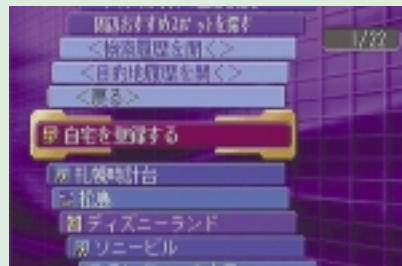 周辺おすすめスポットを探す
1/22
<検索履歴を開く>
<目的地履歴を開く>
<戻る>
自宅を登録する
札幌時計台
松島
ディズニーランド
ソニービル